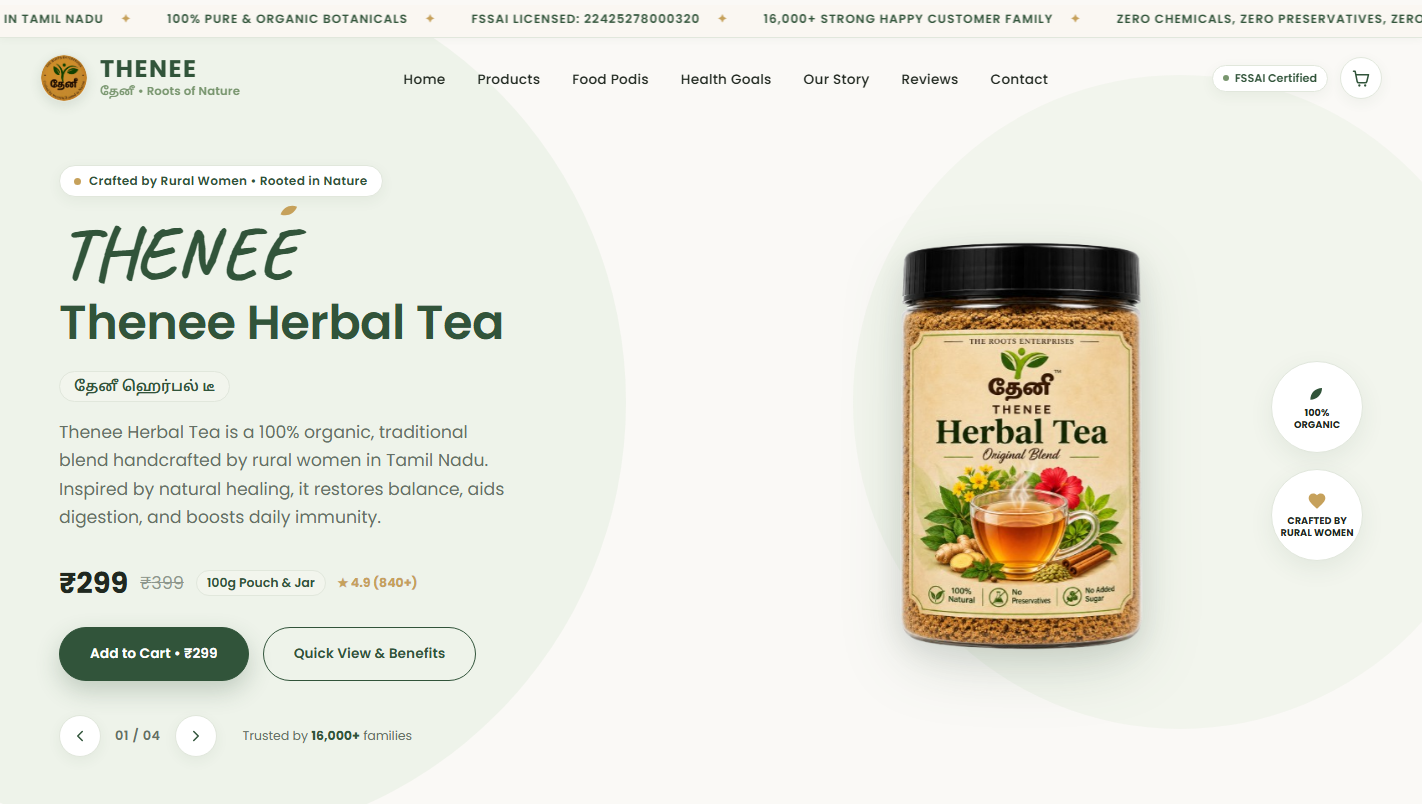 IN TAMIL NADU ✦ 100% PURE & ORGANIC BOTANICALS ✦ FSSAI LICENSED: 22425278000320 ✦ 16,000+ STRONG HAPPY CUSTOMER FAMILY ✦ ZERO CHEMICALS, ZERO PRESERVATIVES, ZERO
தேனீ
THENEE
தேனீ • Roots of Nature
Home Products Food Podis Health Goals Our Story Reviews Contact
FSSAI Certified
Crafted by Rural Women • Rooted in Nature
THENEE
Thenee Herbal Tea
தேனீ ஹெர்பல் டீ
Thenee Herbal Tea is a 100% organic, traditional
blend handcrafted by rural women in Tamil Nadu.
Inspired by natural healing, it restores balance, aids
digestion, and boosts daily immunity.
₹299 ₹399 100g Pouch & Jar ★ 4.9 (840+)
Add to Cart • ₹299 Quick View & Benefits
01 / 04 Trusted by 16,000+ families
THE ROOTS ENTERPRISES
தேனீ™
THENEE
Herbal Tea
Original Blend
100% Natural
No Preservatives
No Added Sugar
100%
ORGANIC
CRAFTED BY
RURAL WOMEN